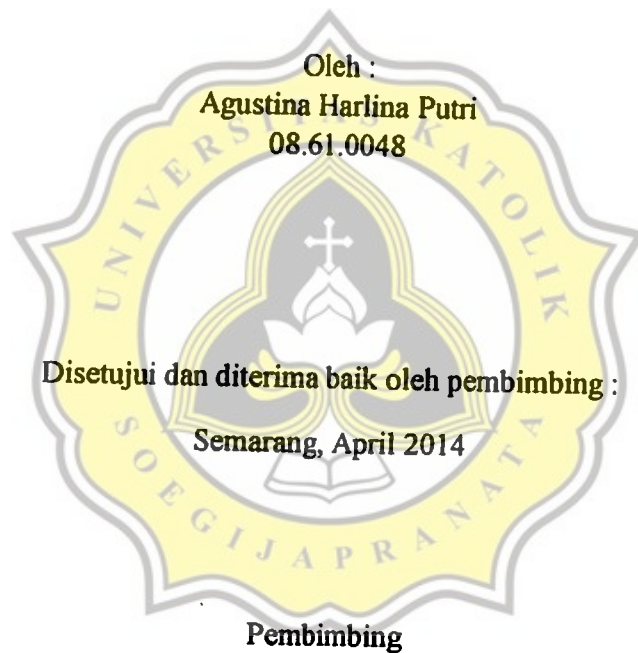 Oleh :
Agustina Harlina Putri
08.61.0048
UNIVERSITAS KATOLIK
SOEGIJAPRANATA
Disetujui dan diterima baik oleh pembimbing :
Semarang, April 2014
Pembimbing